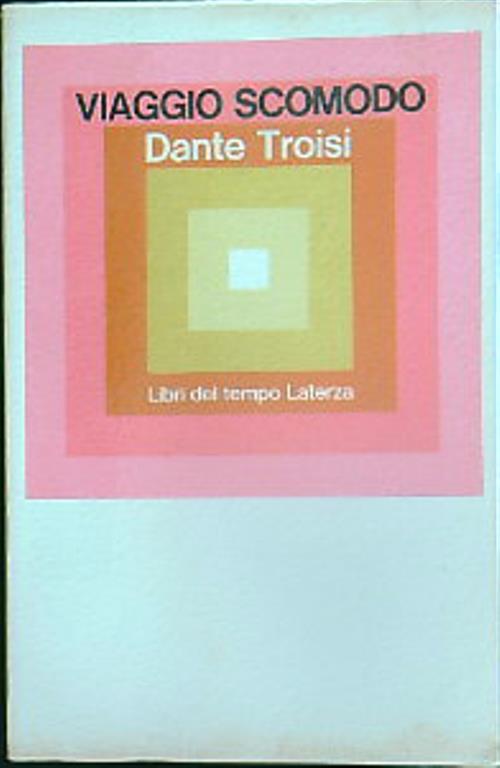 VIAGGIO SCOMODO
Dante Troisi
Libri del tempo Laterza